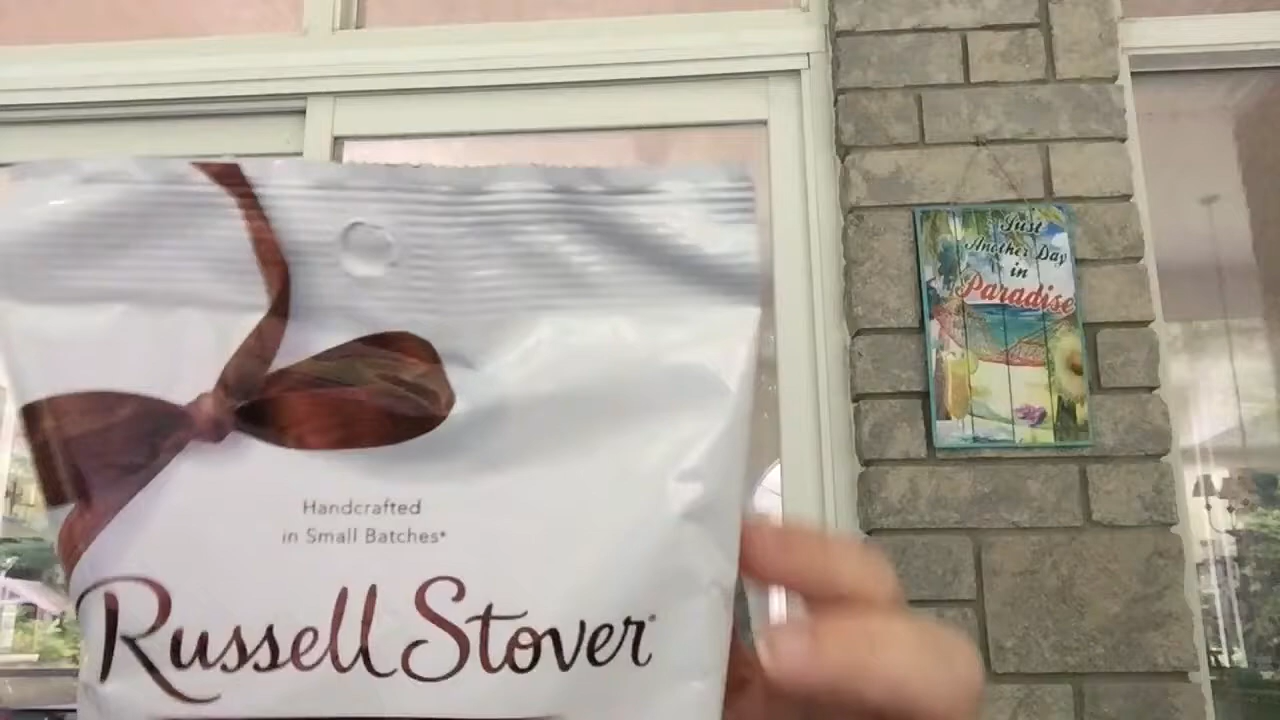 Handcrafted
in Small Batches*
Russell Stover
Just
Another Day
in
Paradise